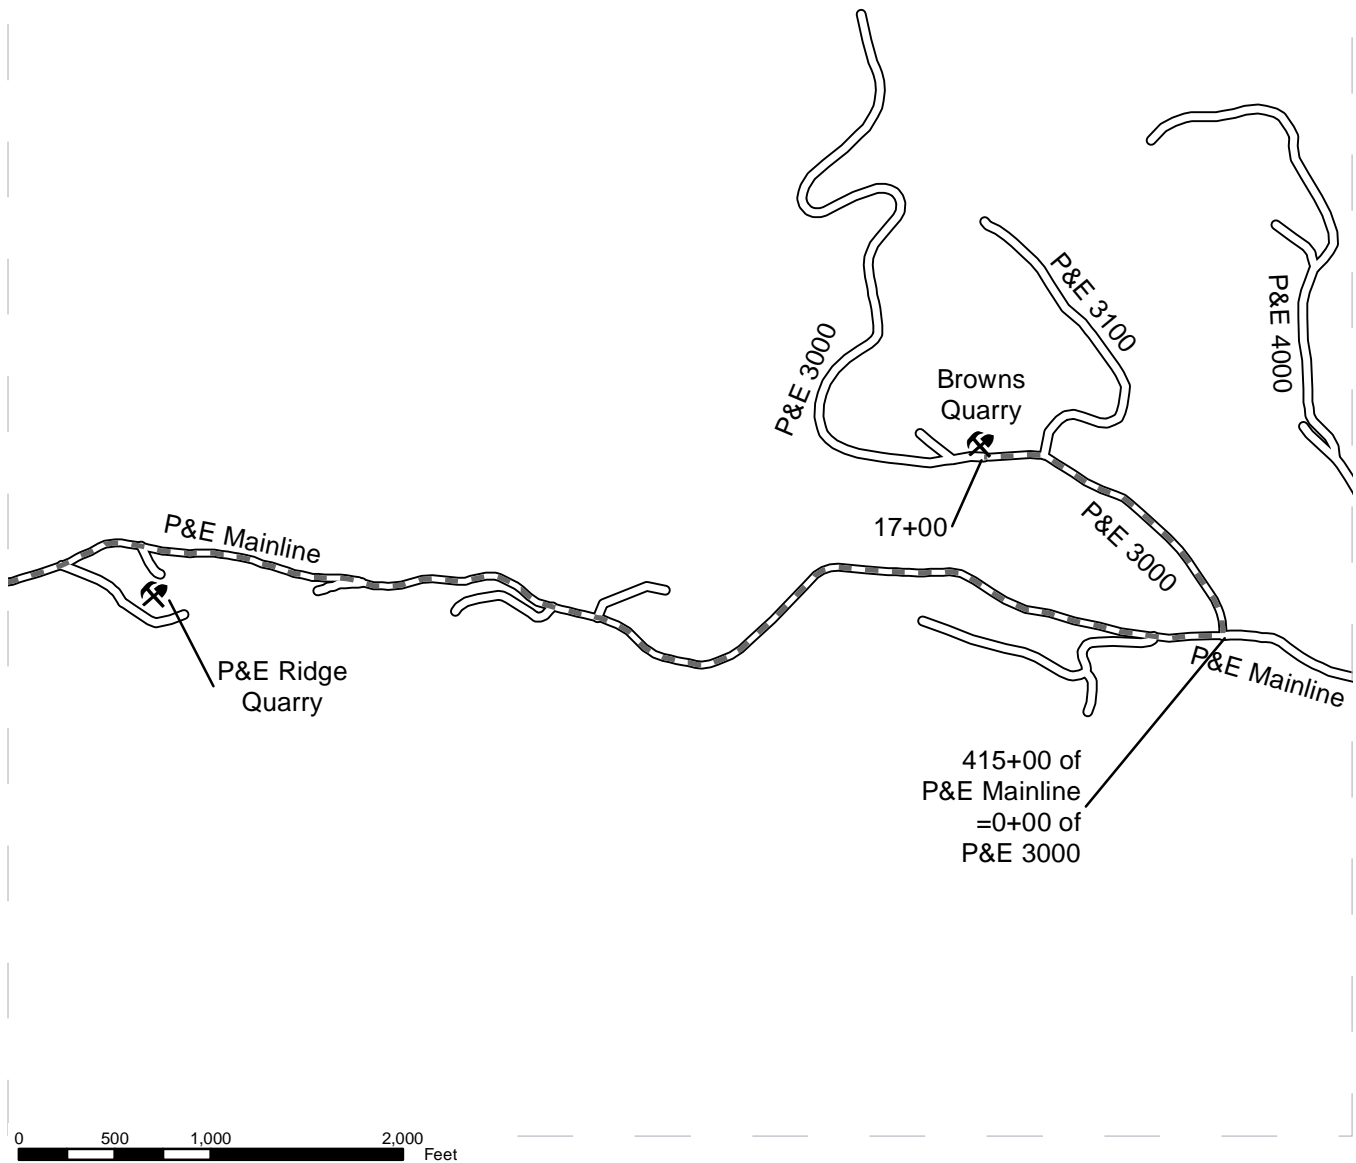 P&E 3100
P&E 4000
P&E 3000
Browns
Quarry
17+00
P&E 3000
P&E Mainline
P&E Ridge
Quarry
P&E Mainline
415+00 of
P&E Mainline
=0+00 of
P&E 3000
0 500 1,000 2,000
Feet